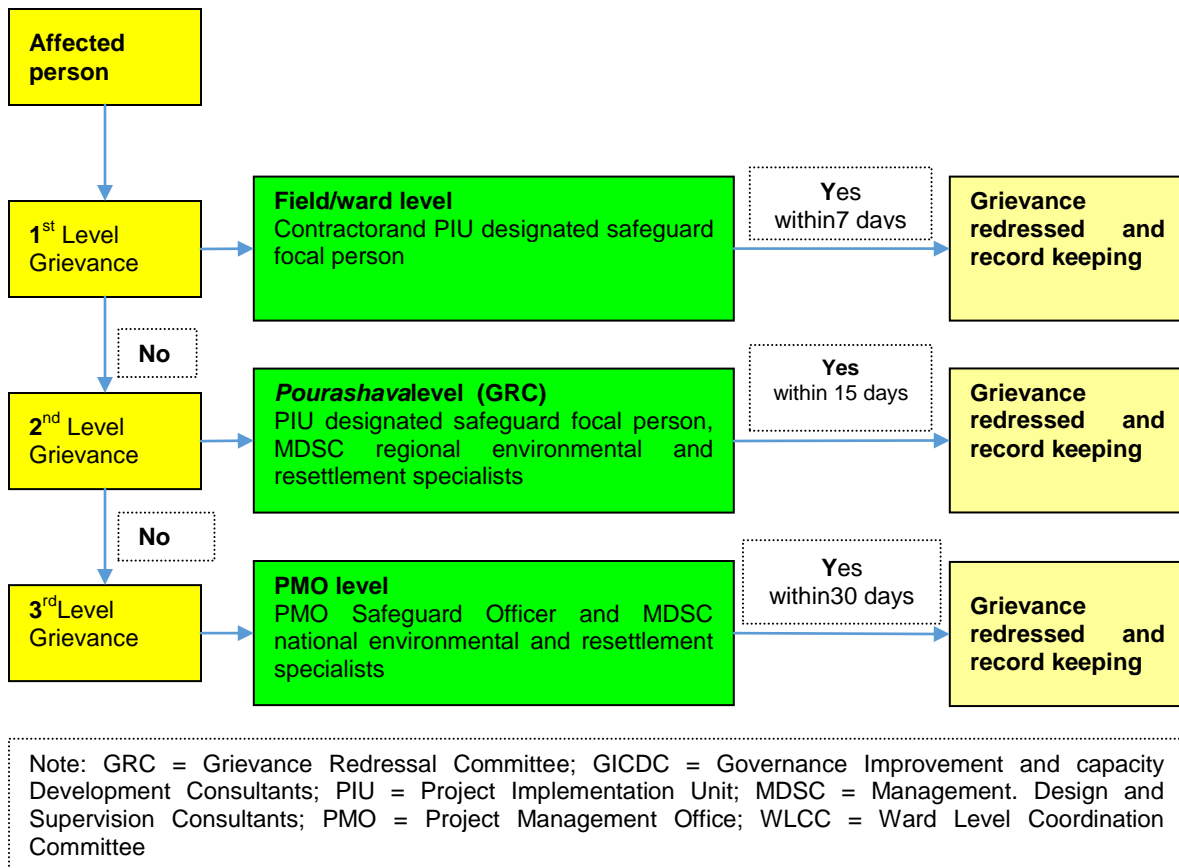 Affected
person
1st Level
Grievance
Field/ward level
Contractorand PIU designated safeguard
focal person
Yes
within7 days
Grievance
redressed and
record keeping
No
2nd Level
Grievance
Pourashavalevel (GRC)
PIU designated safeguard focal person,
MDSC regional environmental and
resettlement specialists
Yes
within 15 days
Grievance
redressed and
record keeping
No
3rdLevel
Grievance
PMO level
PMO Safeguard Officer and MDSC
national environmental and resettlement
specialists
Yes
within30 days
Grievance
redressed and
record keeping
Note: GRC = Grievance Redressal Committee; GICDC = Governance Improvement and capacity
Development Consultants; PIU = Project Implementation Unit; MDSC = Management. Design and
Supervision Consultants; PMO = Project Management Office; WLCC = Ward Level Coordination
Committee